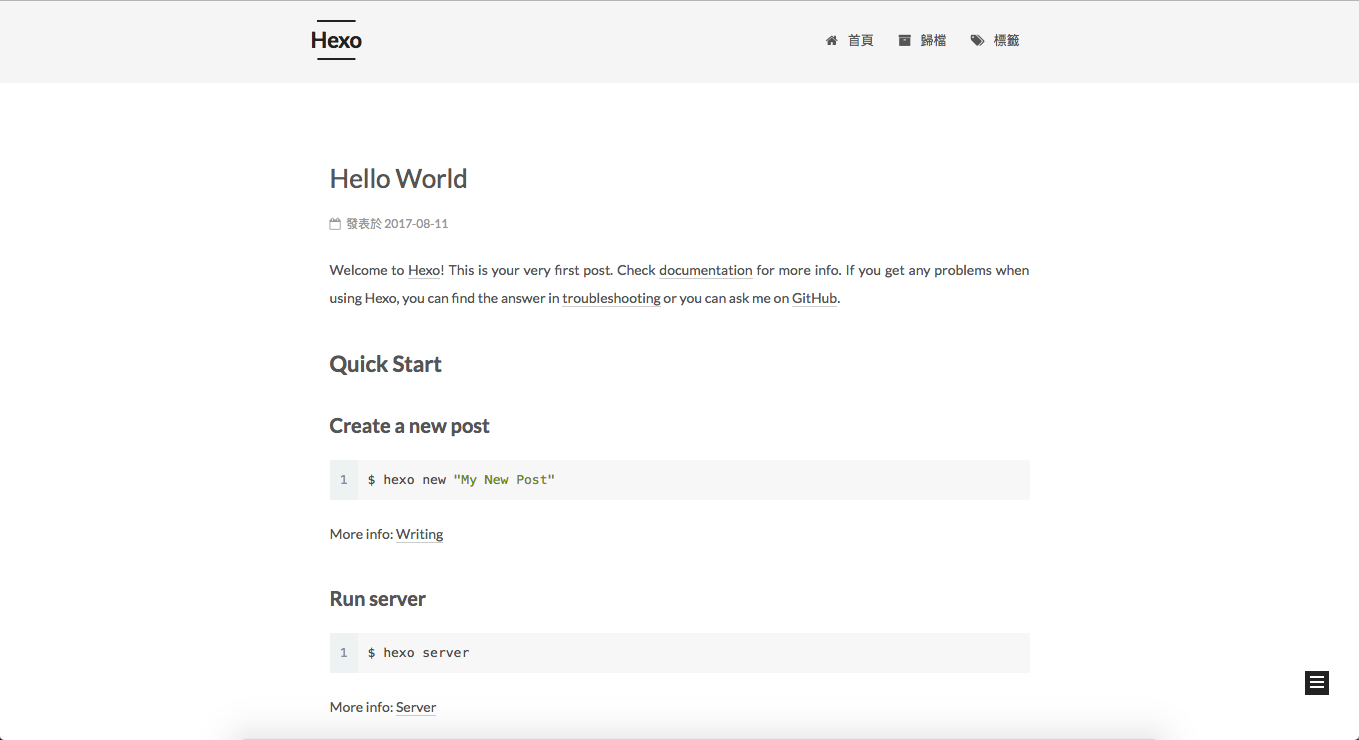 Hexo
首頁 歸檔 標籤
Hello World
發表於 2017-08-11
Welcome to Hexo! This is your very first post. Check documentation for more info. If you get any problems when
using Hexo, you can find the answer in troubleshooting or you can ask me on GitHub.
Quick Start
Create a new post
1 $ hexo new "My New Post"
More info: Writing
Run server
1 $ hexo server
More info: Server